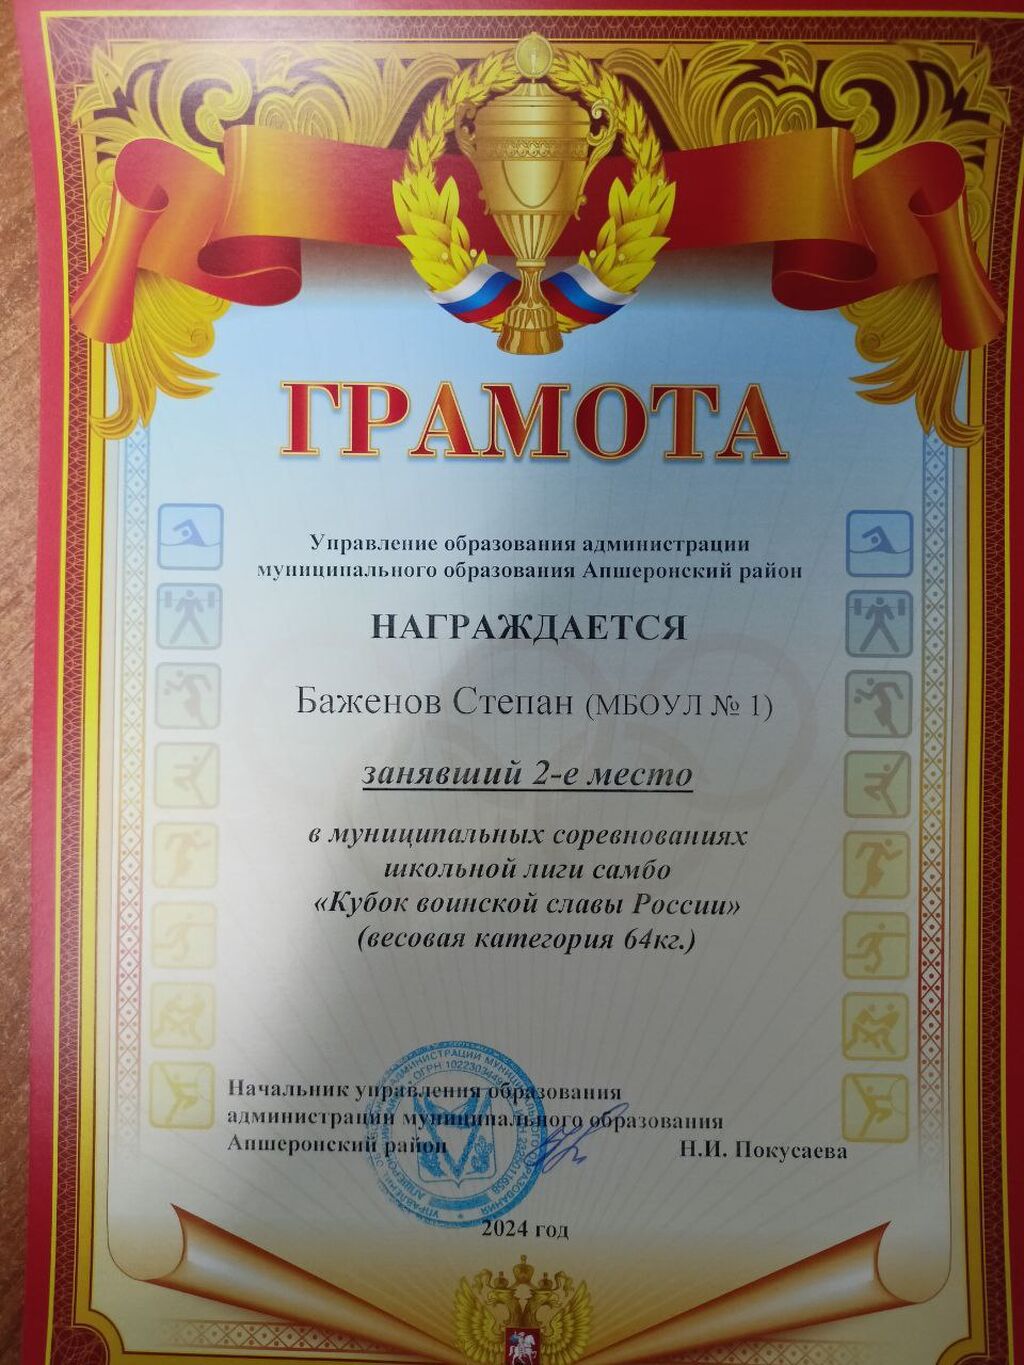 ГРАМОТА
Управление образования администрации
муниципального образования Апшеронский район
НАГРАЖДАЕТСЯ
Баженов Степан (МБОУЛ № 1)
занявший 2-е место
в муниципальных соревнованиях
школьной лиги самбо
«Кубок воинской славы России»
(весовая категория 64кг.)
Начальник управления образования
администрации муниципального образования
Апшеронский район Н.И. Покусаева
2024 год